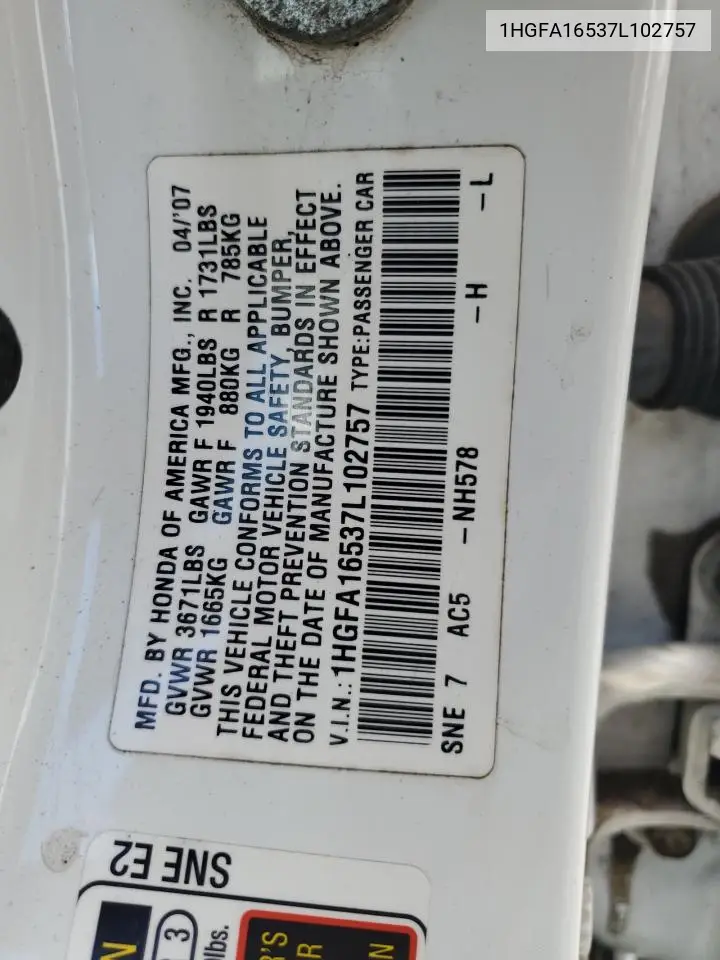 1HGFA16537L102757
MFD. BY HONDA OF AMERICA MFG., INC. 04/'07
GVWR 3671LBS GAWR F 1940LBS R 1731LBS
GVWR 1665KG GAWR F 880KG R 785KG
THIS VEHICLE CONFORMS TO ALL APPLICABLE
FEDERAL MOTOR VEHICLE SAFETY, BUMPER,
AND THEFT PREVENTION STANDARDS IN EFFECT
ON THE DATE OF MANUFACTURE SHOWN ABOVE.
V.I.N.: 1HGFA16537L102757 TYPE:PASSENGER CAR
SNE 7 AC5 -NH578 -H -L
SNE E2
N
3
lbs.
R'S
R
N